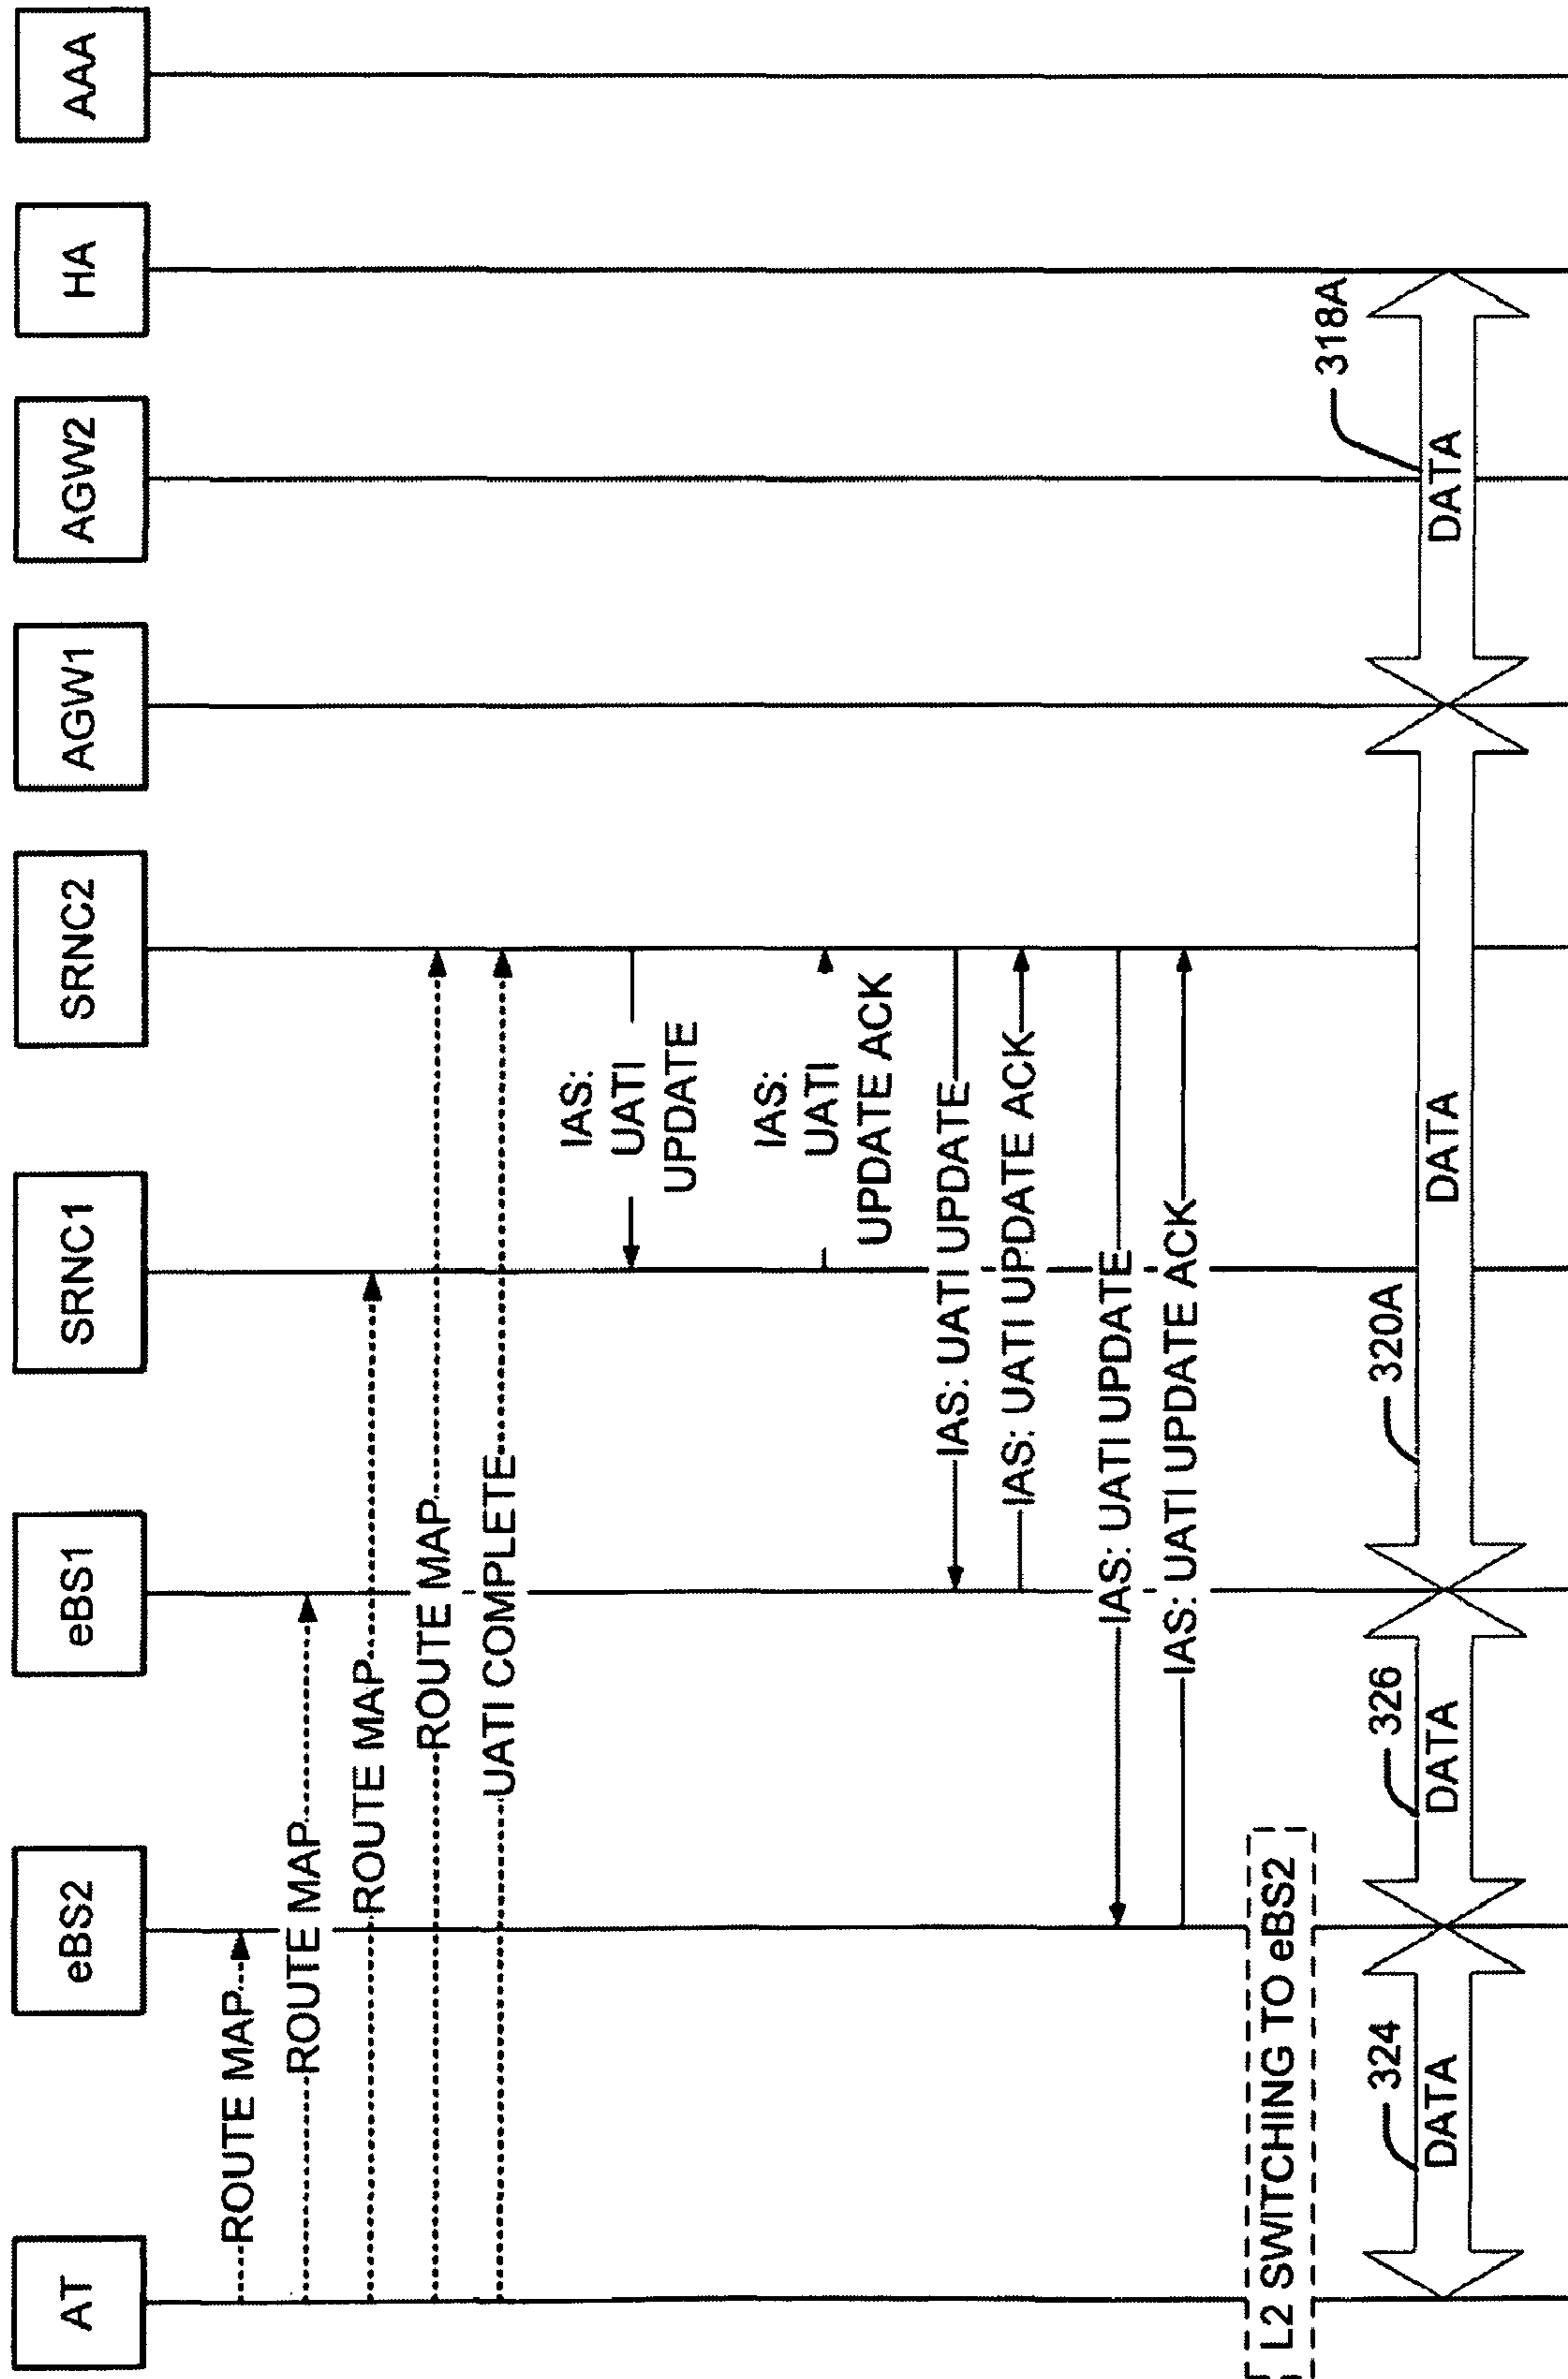 AT
eBS2
eBS1
SRNC1
SRNC2
AGW1
AGW2
HA
AAA
ROUTE MAP
ROUTE MAP
ROUTE MAP
ROUTE MAP
UATI COMPLETE
IAS:
UATI
UPDATE
IAS:
UATI
UPDATE ACK
IAS: UATI UPDATE
IAS: UATI UPDATE ACK
IAS: UATI UPDATE
IAS: UATI UPDATE ACK
L2 SWITCHING TO eBS2
324
326
320A
318A
DATA
DATA
DATA
DATA